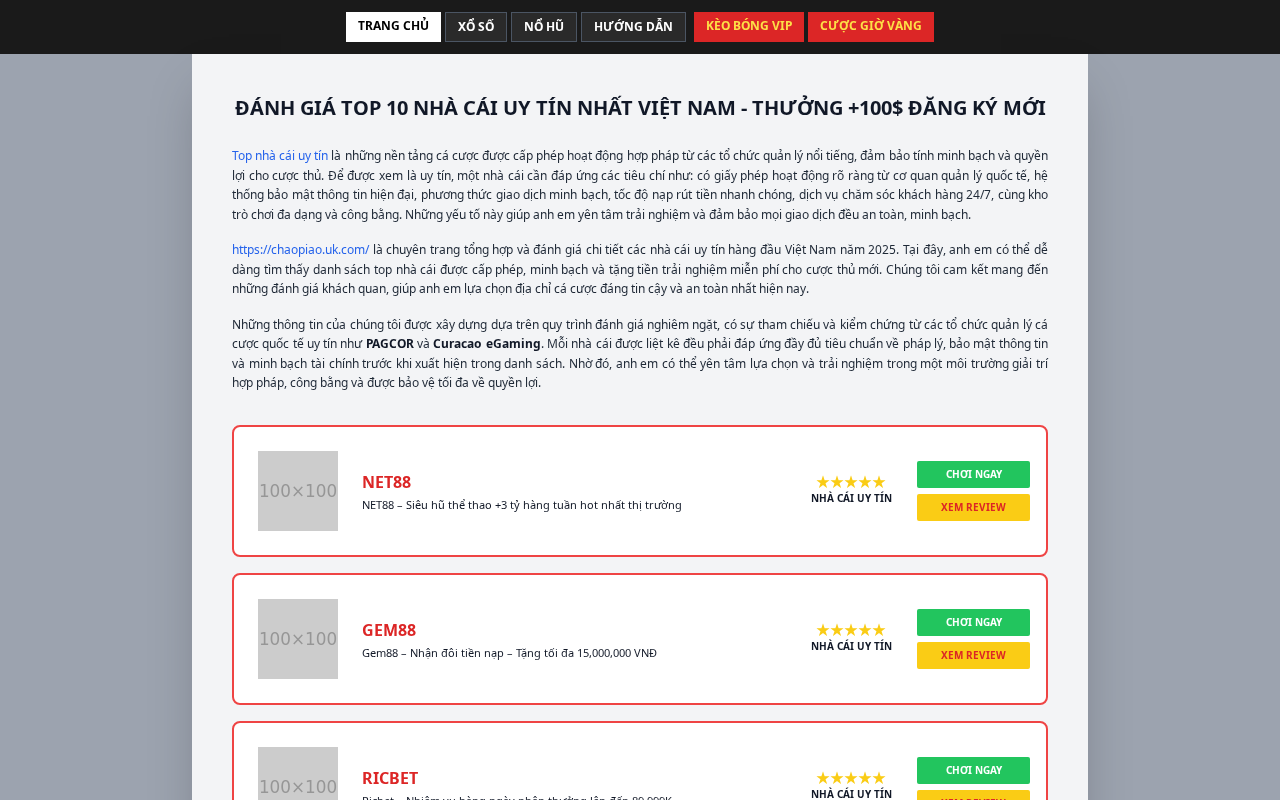 TRANG CHỦ XỔ SỐ NỔ HŨ HƯỚNG DẪN KÈO BÓNG VIP CƯỢC GIỜ VÀNG
ĐÁNH GIÁ TOP 10 NHÀ CÁI UY TÍN NHẤT VIỆT NAM - THƯỞNG +100$ ĐĂNG KÝ MỚI
Top nhà cái uy tín là những nền tảng cá cược được cấp phép hoạt động hợp pháp từ các tổ chức quản lý nổi tiếng, đảm bảo tính minh bạch và quyền
lợi cho cược thủ. Để được xem là uy tín, một nhà cái cần đáp ứng các tiêu chí như: có giấy phép hoạt động rõ ràng từ cơ quan quản lý quốc tế, hệ
thống bảo mật thông tin hiện đại, phương thức giao dịch minh bạch, tốc độ nạp rút tiền nhanh chóng, dịch vụ chăm sóc khách hàng 24/7, cùng kho
trò chơi đa dạng và công bằng. Những yếu tố này giúp anh em yên tâm trải nghiệm và đảm bảo mọi giao dịch đều an toàn, minh bạch.
https://chaopiao.uk.com/ là chuyên trang tổng hợp và đánh giá chi tiết các nhà cái uy tín hàng đầu Việt Nam năm 2025. Tại đây, anh em có thể dễ
dàng tìm thấy danh sách top nhà cái được cấp phép, minh bạch và tặng tiền trải nghiệm miễn phí cho cược thủ mới. Chúng tôi cam kết mang đến
những đánh giá khách quan, giúp anh em lựa chọn địa chỉ cá cược đáng tin cậy và an toàn nhất hiện nay.
Những thông tin của chúng tôi được xây dựng dựa trên quy trình đánh giá nghiêm ngặt, có sự tham chiếu và kiểm chứng từ các tổ chức quản lý cá
cược quốc tế uy tín như PAGCOR và Curacao eGaming. Mỗi nhà cái được liệt kê đều phải đáp ứng đầy đủ tiêu chuẩn về pháp lý, bảo mật thông tin
và minh bạch tài chính trước khi xuất hiện trong danh sách. Nhờ đó, anh em có thể yên tâm lựa chọn và trải nghiệm trong một môi trường giải trí
hợp pháp, công bằng và được bảo vệ tối đa về quyền lợi.
100×100
NET88
NET88 – Siêu hũ thể thao +3 tỷ hàng tuần hot nhất thị trường
★★★★★
NHÀ CÁI UY TÍN
CHƠI NGAY
XEM REVIEW
100×100
GEM88
Gem88 – Nhận đôi tiền nạp – Tặng tối đa 15,000,000 VNĐ
★★★★★
NHÀ CÁI UY TÍN
CHƠI NGAY
XEM REVIEW
100×100
RICBET
Ricbet – Nhiệm vụ hàng ngày nhận thưởng lên đến 89,999K
★★★★★
NHÀ CÁI UY TÍN
CHƠI NGAY
XEM REVIEW